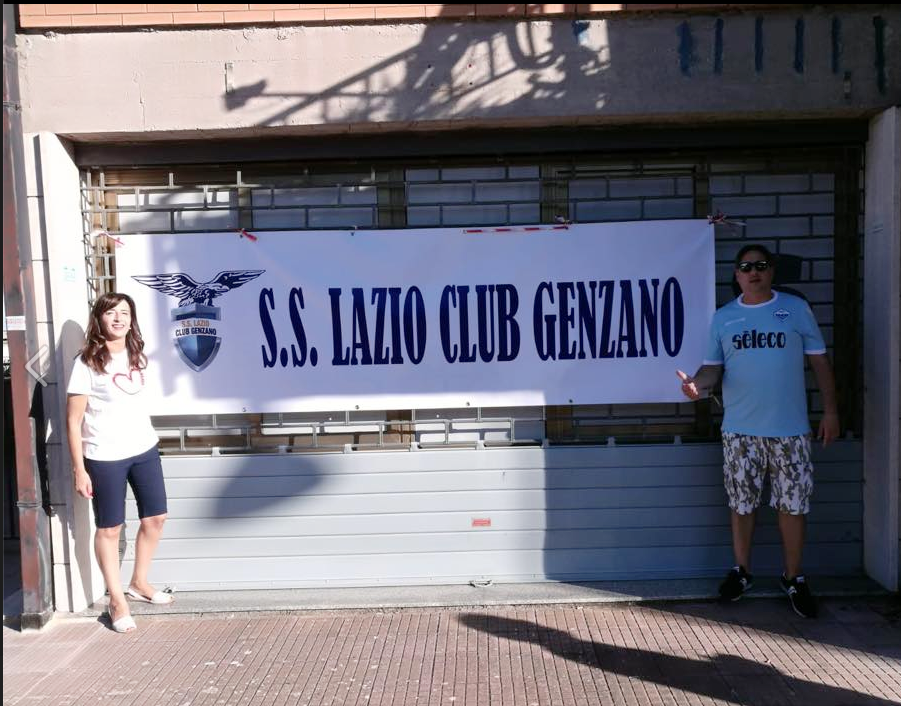 S.S. LAZIO
CLUB GENZANO
S.S. LAZIO CLUB GENZANO
sèleco